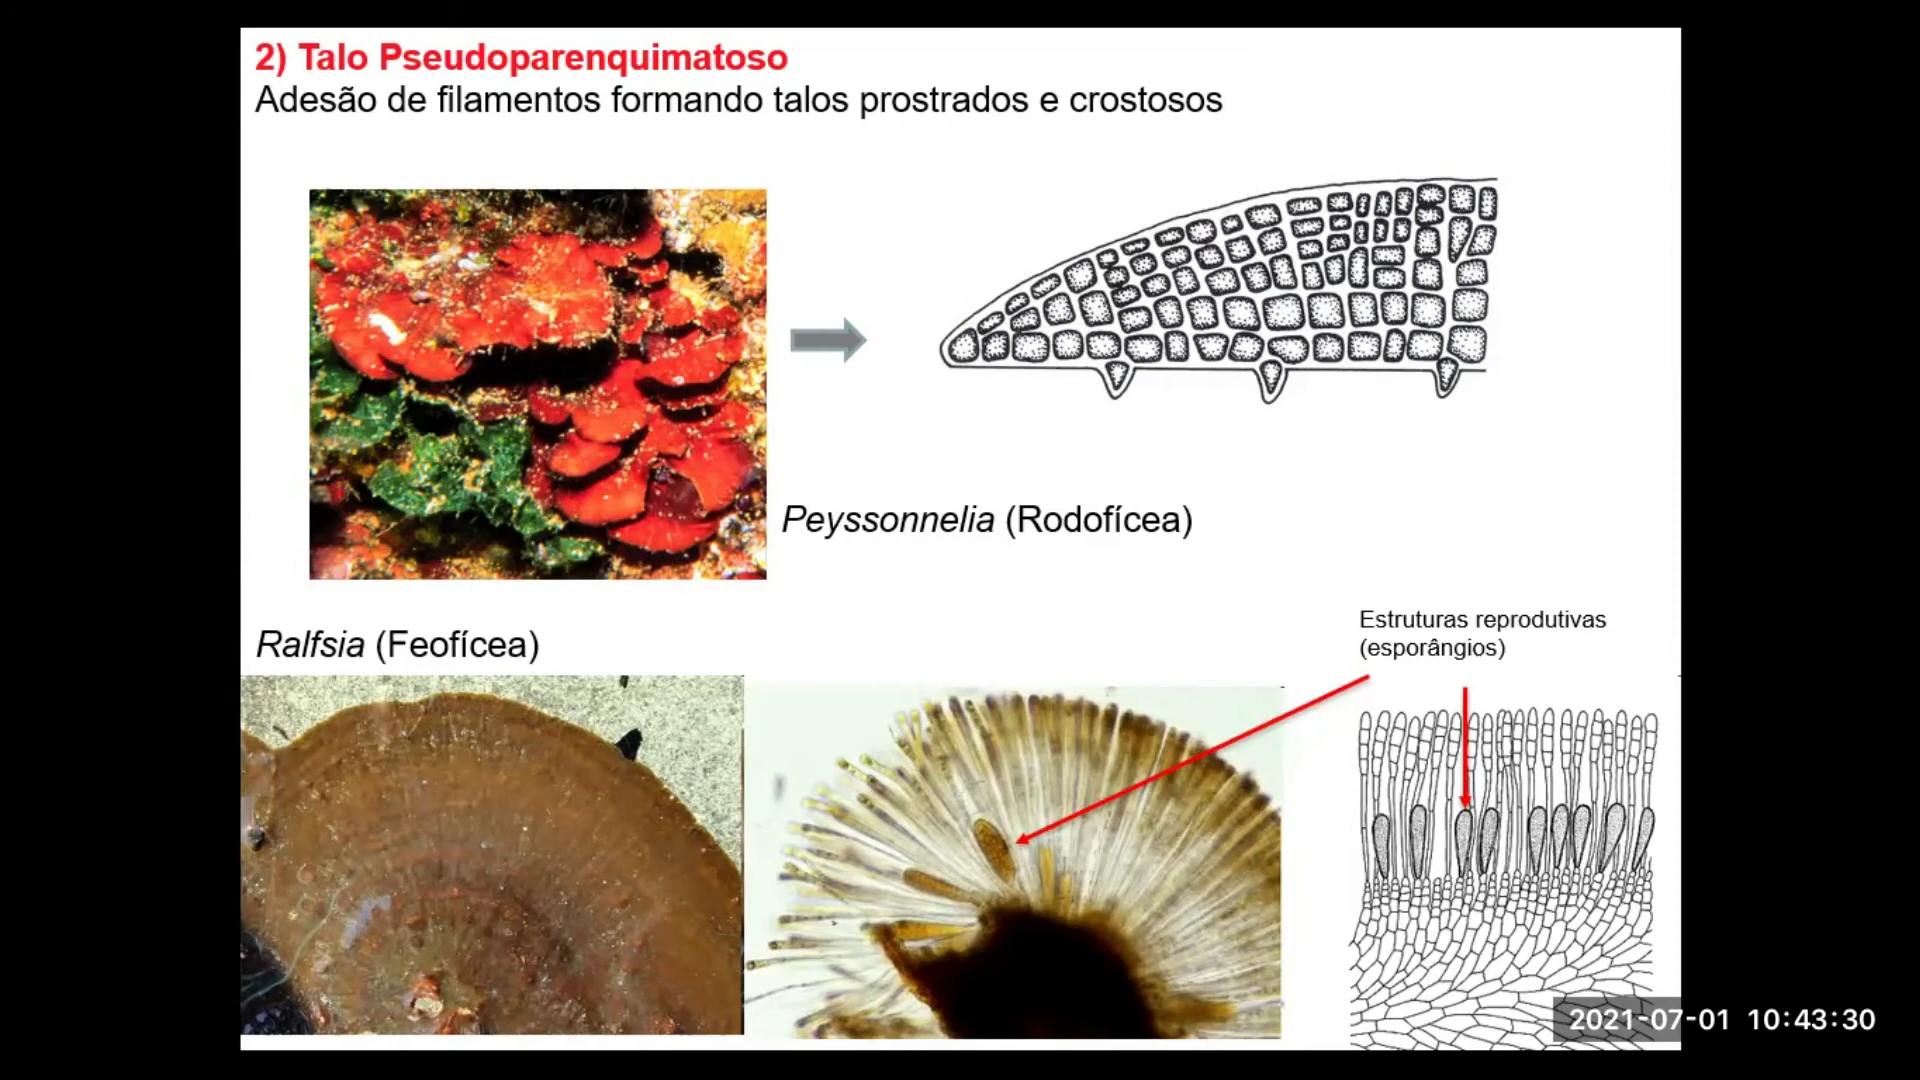 2) Talo Pseudoparenquimatoso
Adesão de filamentos formando talos prostrados e crostosos
Peyssonnelia (Rodofícea)
Ralfsia (Feofícea)
Estruturas reprodutivas
(esporângios)
2021-07-01 10:43:30